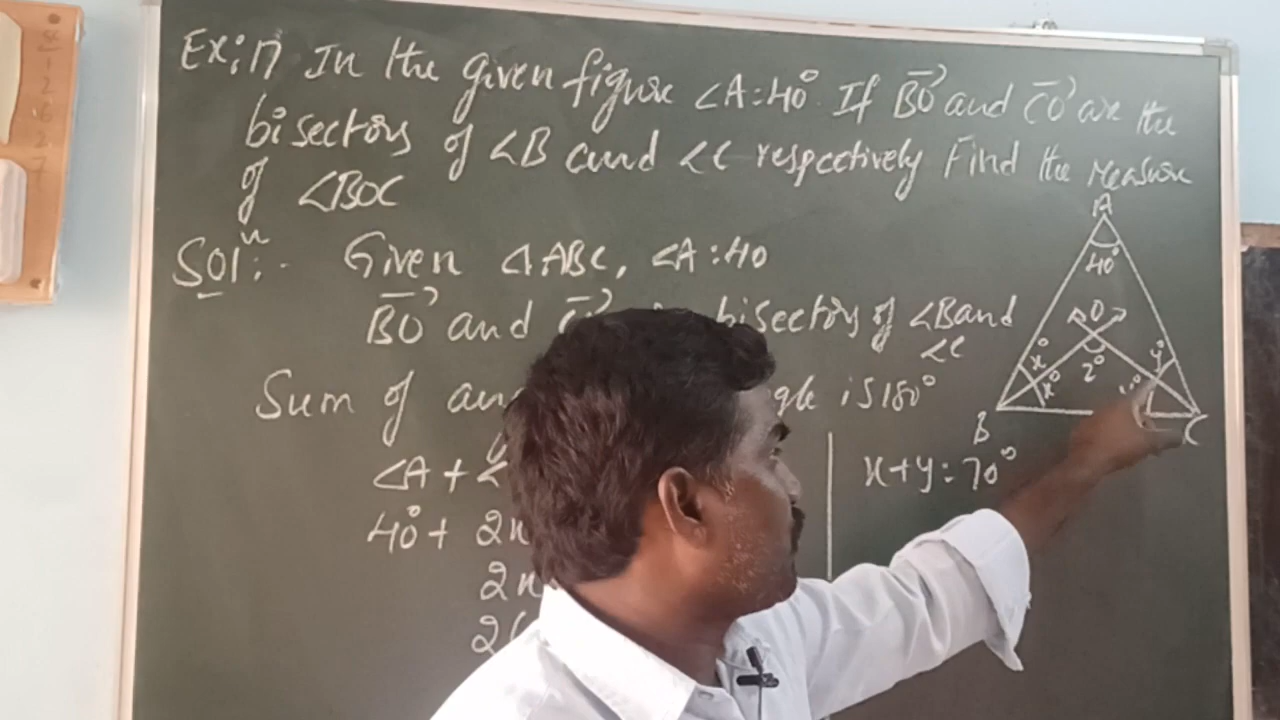 Ex:17 In the given figure ∠A:40° If BO and CO are the
bisectors of ∠B and ∠C respectively Find the Measure
of ∠BOC
Solⁿ:- Given △ABC, ∠A:40
BO and bisectors of ∠B and
∠C
Sum of is 180°
∠A + ∠
40° + 2x
2x
2(
x+y=70°
A
40°
O
x°
x°
z°
y°
B
C